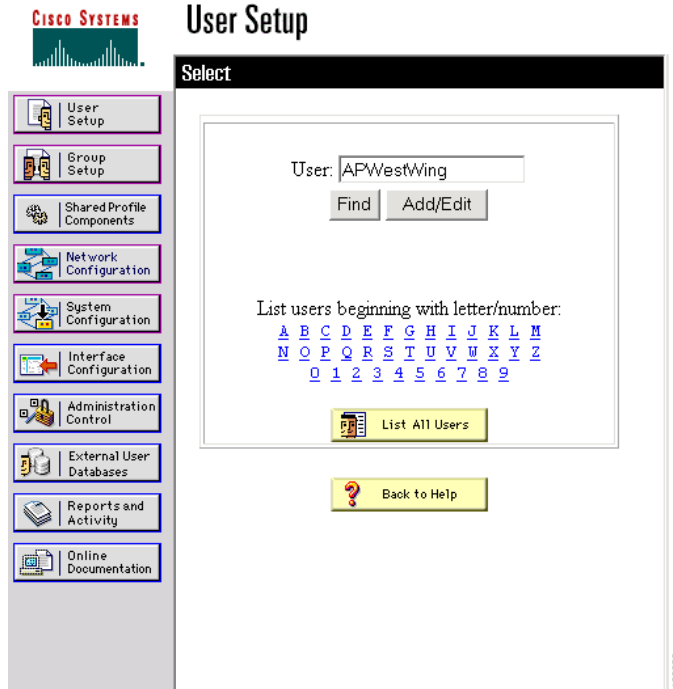 CISCO SYSTEMS
User Setup
Select
User
Setup
Group
Setup
Shared Profile
Components
Network
Configuration
System
Configuration
Interface
Configuration
Administration
Control
External User
Databases
Reports and
Activity
Online
Documentation
User: APWestWing
Find Add/Edit
List users beginning with letter/number:
A B C D E F G H I J K L M
N O P Q R S T U V W X Y Z
0 1 2 3 4 5 6 7 8 9
List All Users
Back to Help